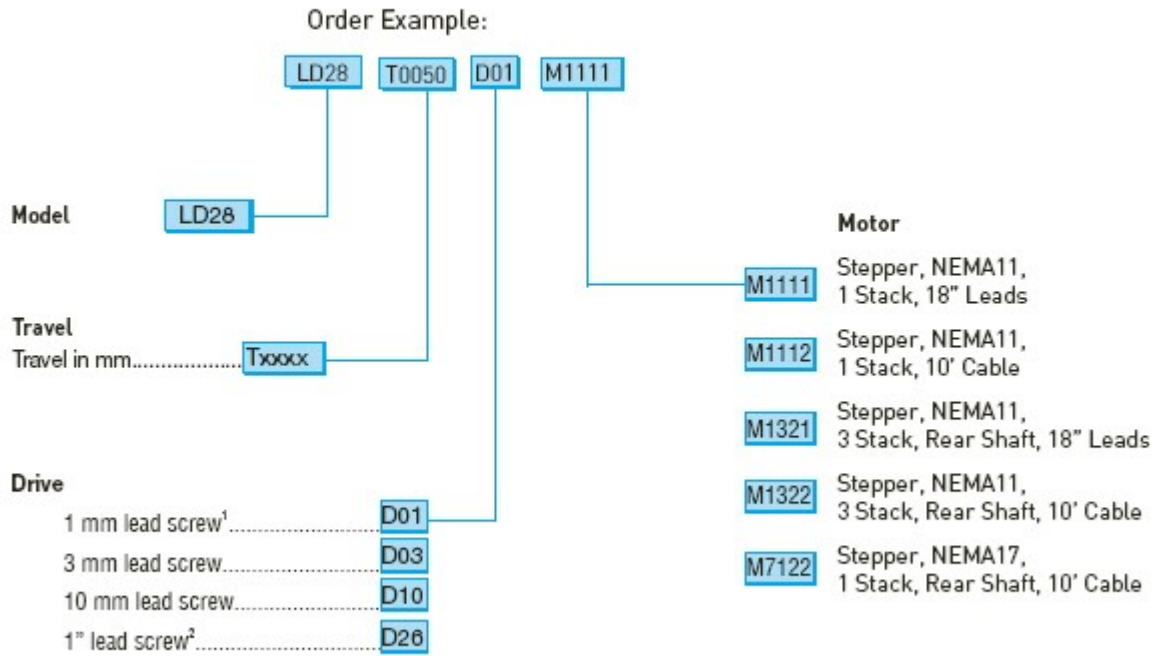 Order Example:
LD28 T0050 D01 M1111
Model LD28
Travel
Travel in mm................... Txxxx
Drive
1 mm lead screw¹.......................... D01
3 mm lead screw........................... D03
10 mm lead screw......................... D10
1” lead screw²................................ D26
Motor
M1111 Stepper, NEMA11,
1 Stack, 18” Leads
M1112 Stepper, NEMA11,
1 Stack, 10’ Cable
M1321 Stepper, NEMA11,
3 Stack, Rear Shaft, 18” Leads
M1322 Stepper, NEMA11,
3 Stack, Rear Shaft, 10’ Cable
M7122 Stepper, NEMA17,
1 Stack, Rear Shaft, 10’ Cable